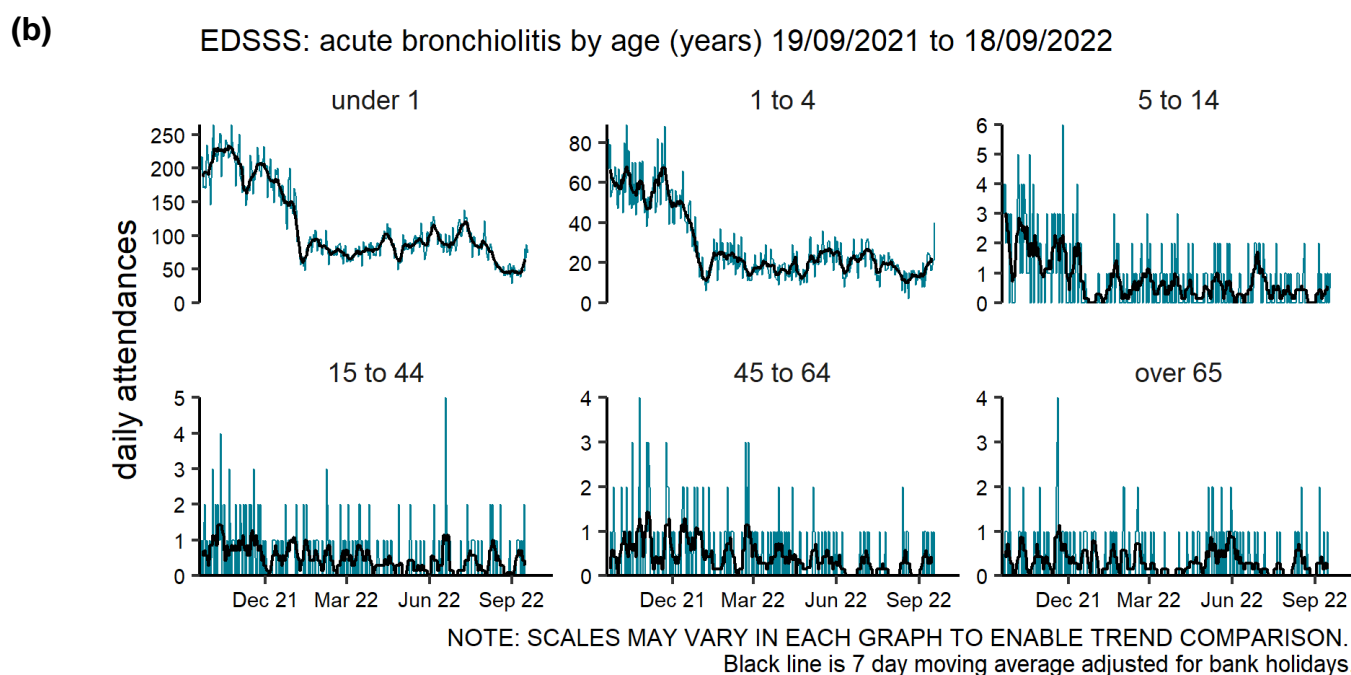 (b)
EDSSS: acute bronchiolitis by age (years) 19/09/2021 to 18/09/2022
under 1
1 to 4
5 to 14
250
200
150
100
50
0
80
60
40
20
0
6
5
4
3
2
1
0
daily attendances
15 to 44
45 to 64
over 65
5
4
3
2
1
0
4
3
2
1
0
4
3
2
1
0
Dec 21 Mar 22 Jun 22 Sep 22
Dec 21 Mar 22 Jun 22 Sep 22
Dec 21 Mar 22 Jun 22 Sep 22
NOTE: SCALES MAY VARY IN EACH GRAPH TO ENABLE TREND COMPARISON.
Black line is 7 day moving average adjusted for bank holidays